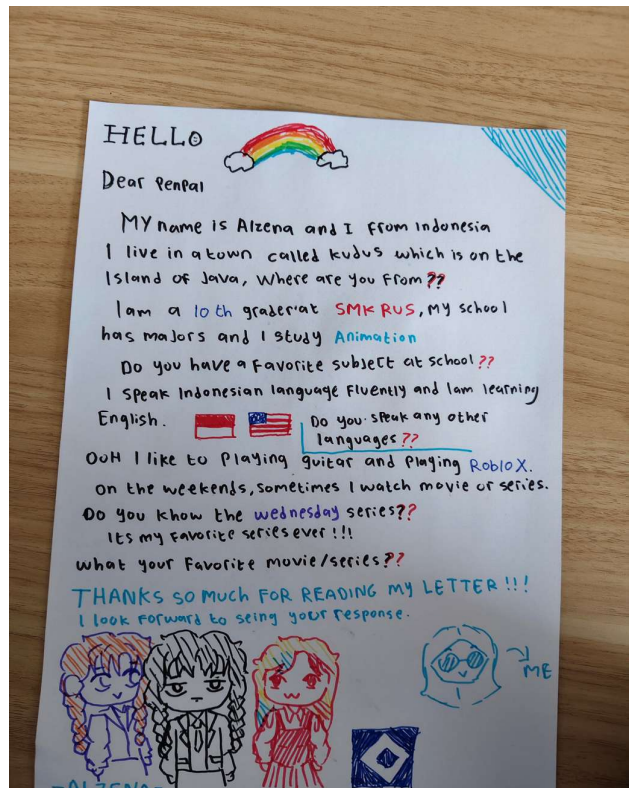 HELLO
Dear Penpal
MY name is Alzena and I From Indonesia
I live in a town called kudus which is on the
Island of Java, Where are you From??
I am a 10th grader at SMK RUS, my school
has majors and I study Animation
Do you have a Favorite subject at school??
I speak Indonesian language Fluently and Iam learning
English.
Do you speak any other
languages??
OOH I like to Playing guitar and Playing Roblox.
on the weekends, sometimes I watch movie or series.
Do you know the wednesday series??
Its my Favorite series ever!!!
what your Favorite movie/series??
THANKS SO MUCH FOR READING MY LETTER!!!
I look forward to seing your response.
ME
-ALZENA-